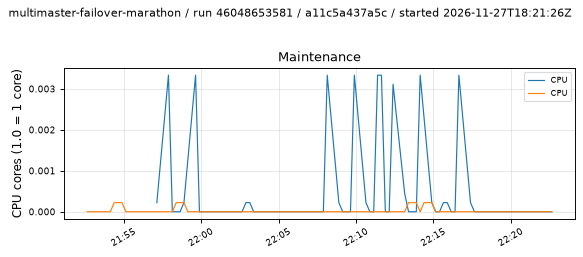 multimaster-failover-marathon / run 46048653581 / a11c5a437a5c / started 2026-11-27T18:21:26Z
Maintenance
CPU cores (1.0 = 1 core)
0.003
0.002
0.001
0.000
CPU
CPU
21:55
22:00
22:05
22:10
22:15
22:20